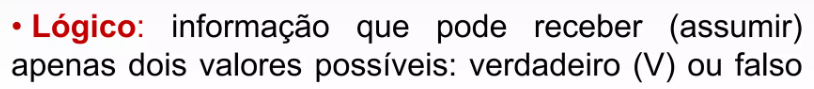 • Lógico: informação que pode receber (assumir)
apenas dois valores possíveis: verdadeiro (V) ou falso